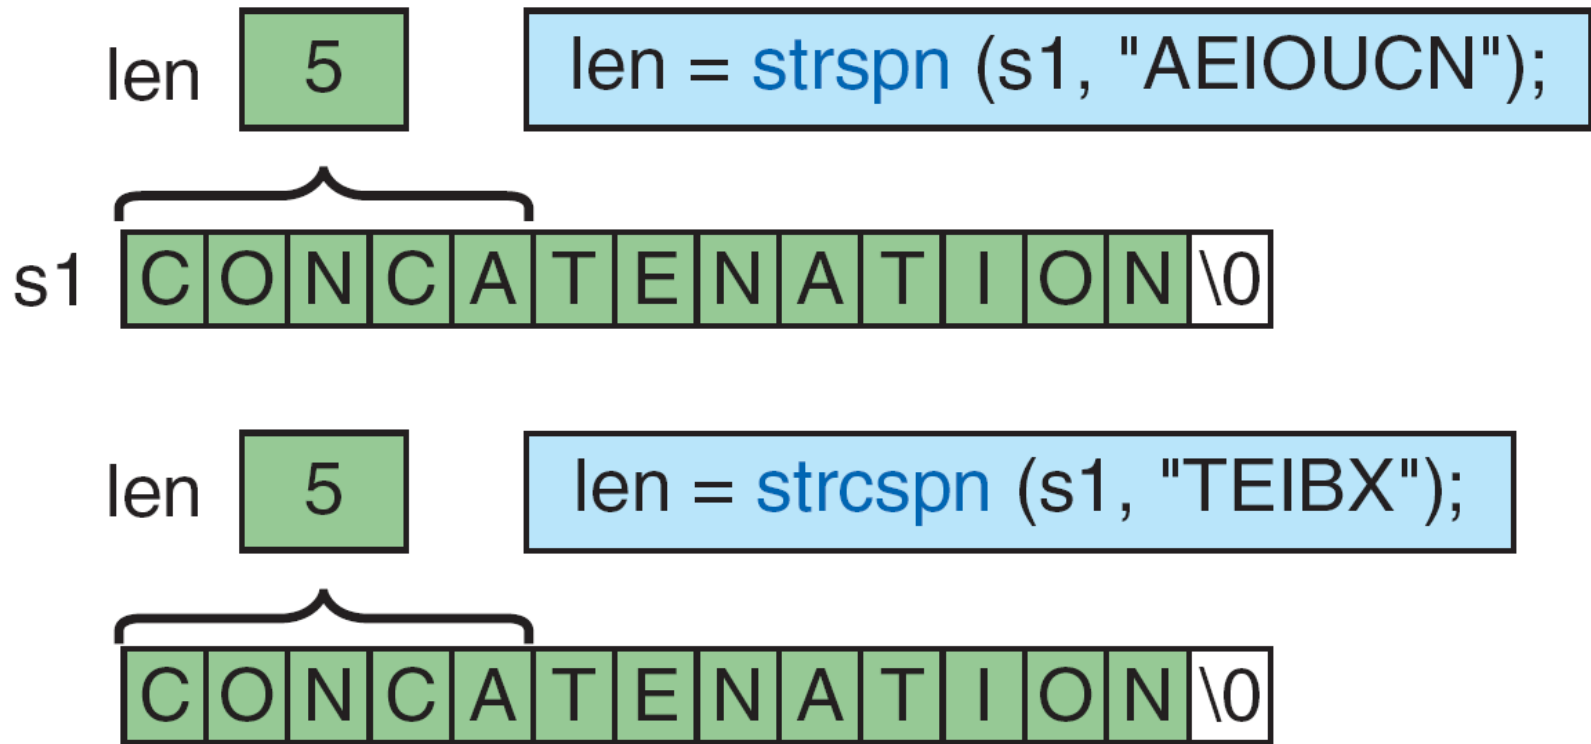 len 5 len = strspn (s1, "AEIOUCN");
s1 C O N C A T E N A T I O N \0
len 5 len = strcspn (s1, "TEIBX");
C O N C A T E N A T I O N \0